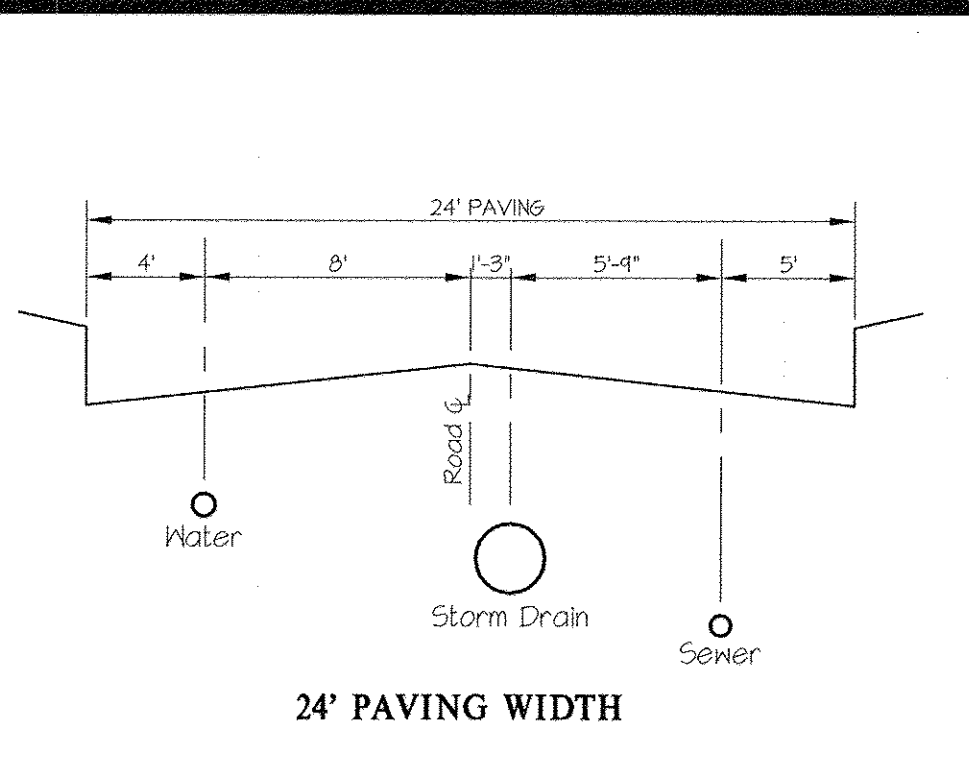 24' PAVING
4' 8' 1'-3" 5'-9" 5'
Road ℄
Water
Storm Drain
Sewer
24' PAVING WIDTH